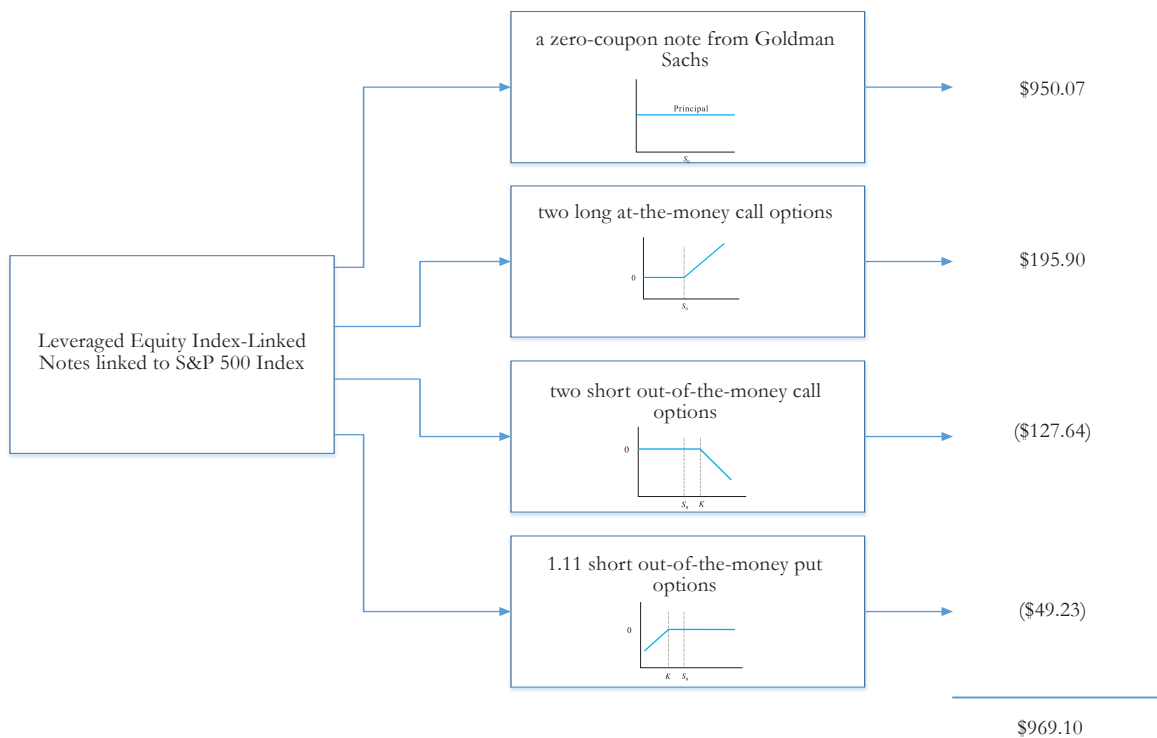 a zero-coupon note from Goldman
Sachs
Principal
S₀
$950.07
two long at-the-money call options
0
S₀
$195.90
Leveraged Equity Index-Linked
Notes linked to S&P 500 Index
two short out-of-the-money call
options
0
S₀ K
($127.64)
1.11 short out-of-the-money put
options
0
K S₀
($49.23)
$969.10